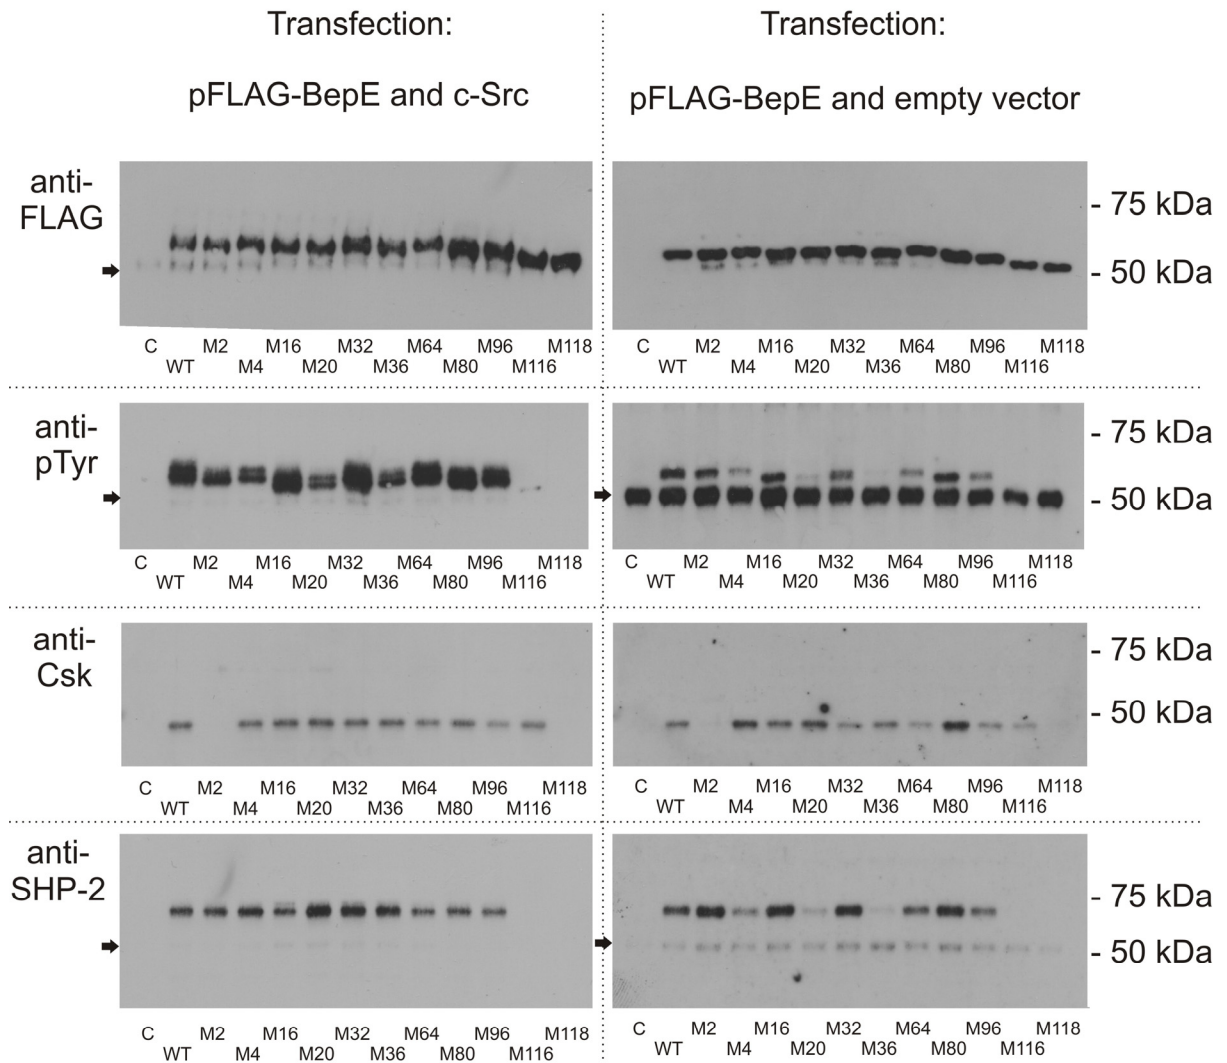 Transfection:
Transfection:
pFLAG-BepE and c-Src
pFLAG-BepE and empty vector
anti-
FLAG
- 75 kDa
- 50 kDa
C M2 M16 M32 M64 M96 M118
WT M4 M20 M36 M80 M116
C M2 M16 M32 M64 M96 M118
WT M4 M20 M36 M80 M116
anti-
pTyr
- 75 kDa
- 50 kDa
C M2 M16 M32 M64 M96 M118
WT M4 M20 M36 M80 M116
C M2 M16 M32 M64 M96 M118
WT M4 M20 M36 M80 M116
anti-
Csk
- 75 kDa
- 50 kDa
C M2 M16 M32 M64 M96 M118
WT M4 M20 M36 M80 M116
C M2 M16 M32 M64 M96 M118
WT M4 M20 M36 M80 M116
anti-
SHP-2
- 75 kDa
- 50 kDa
C M2 M16 M32 M64 M96 M118
WT M4 M20 M36 M80 M116
C M2 M16 M32 M64 M96 M118
WT M4 M20 M36 M80 M116